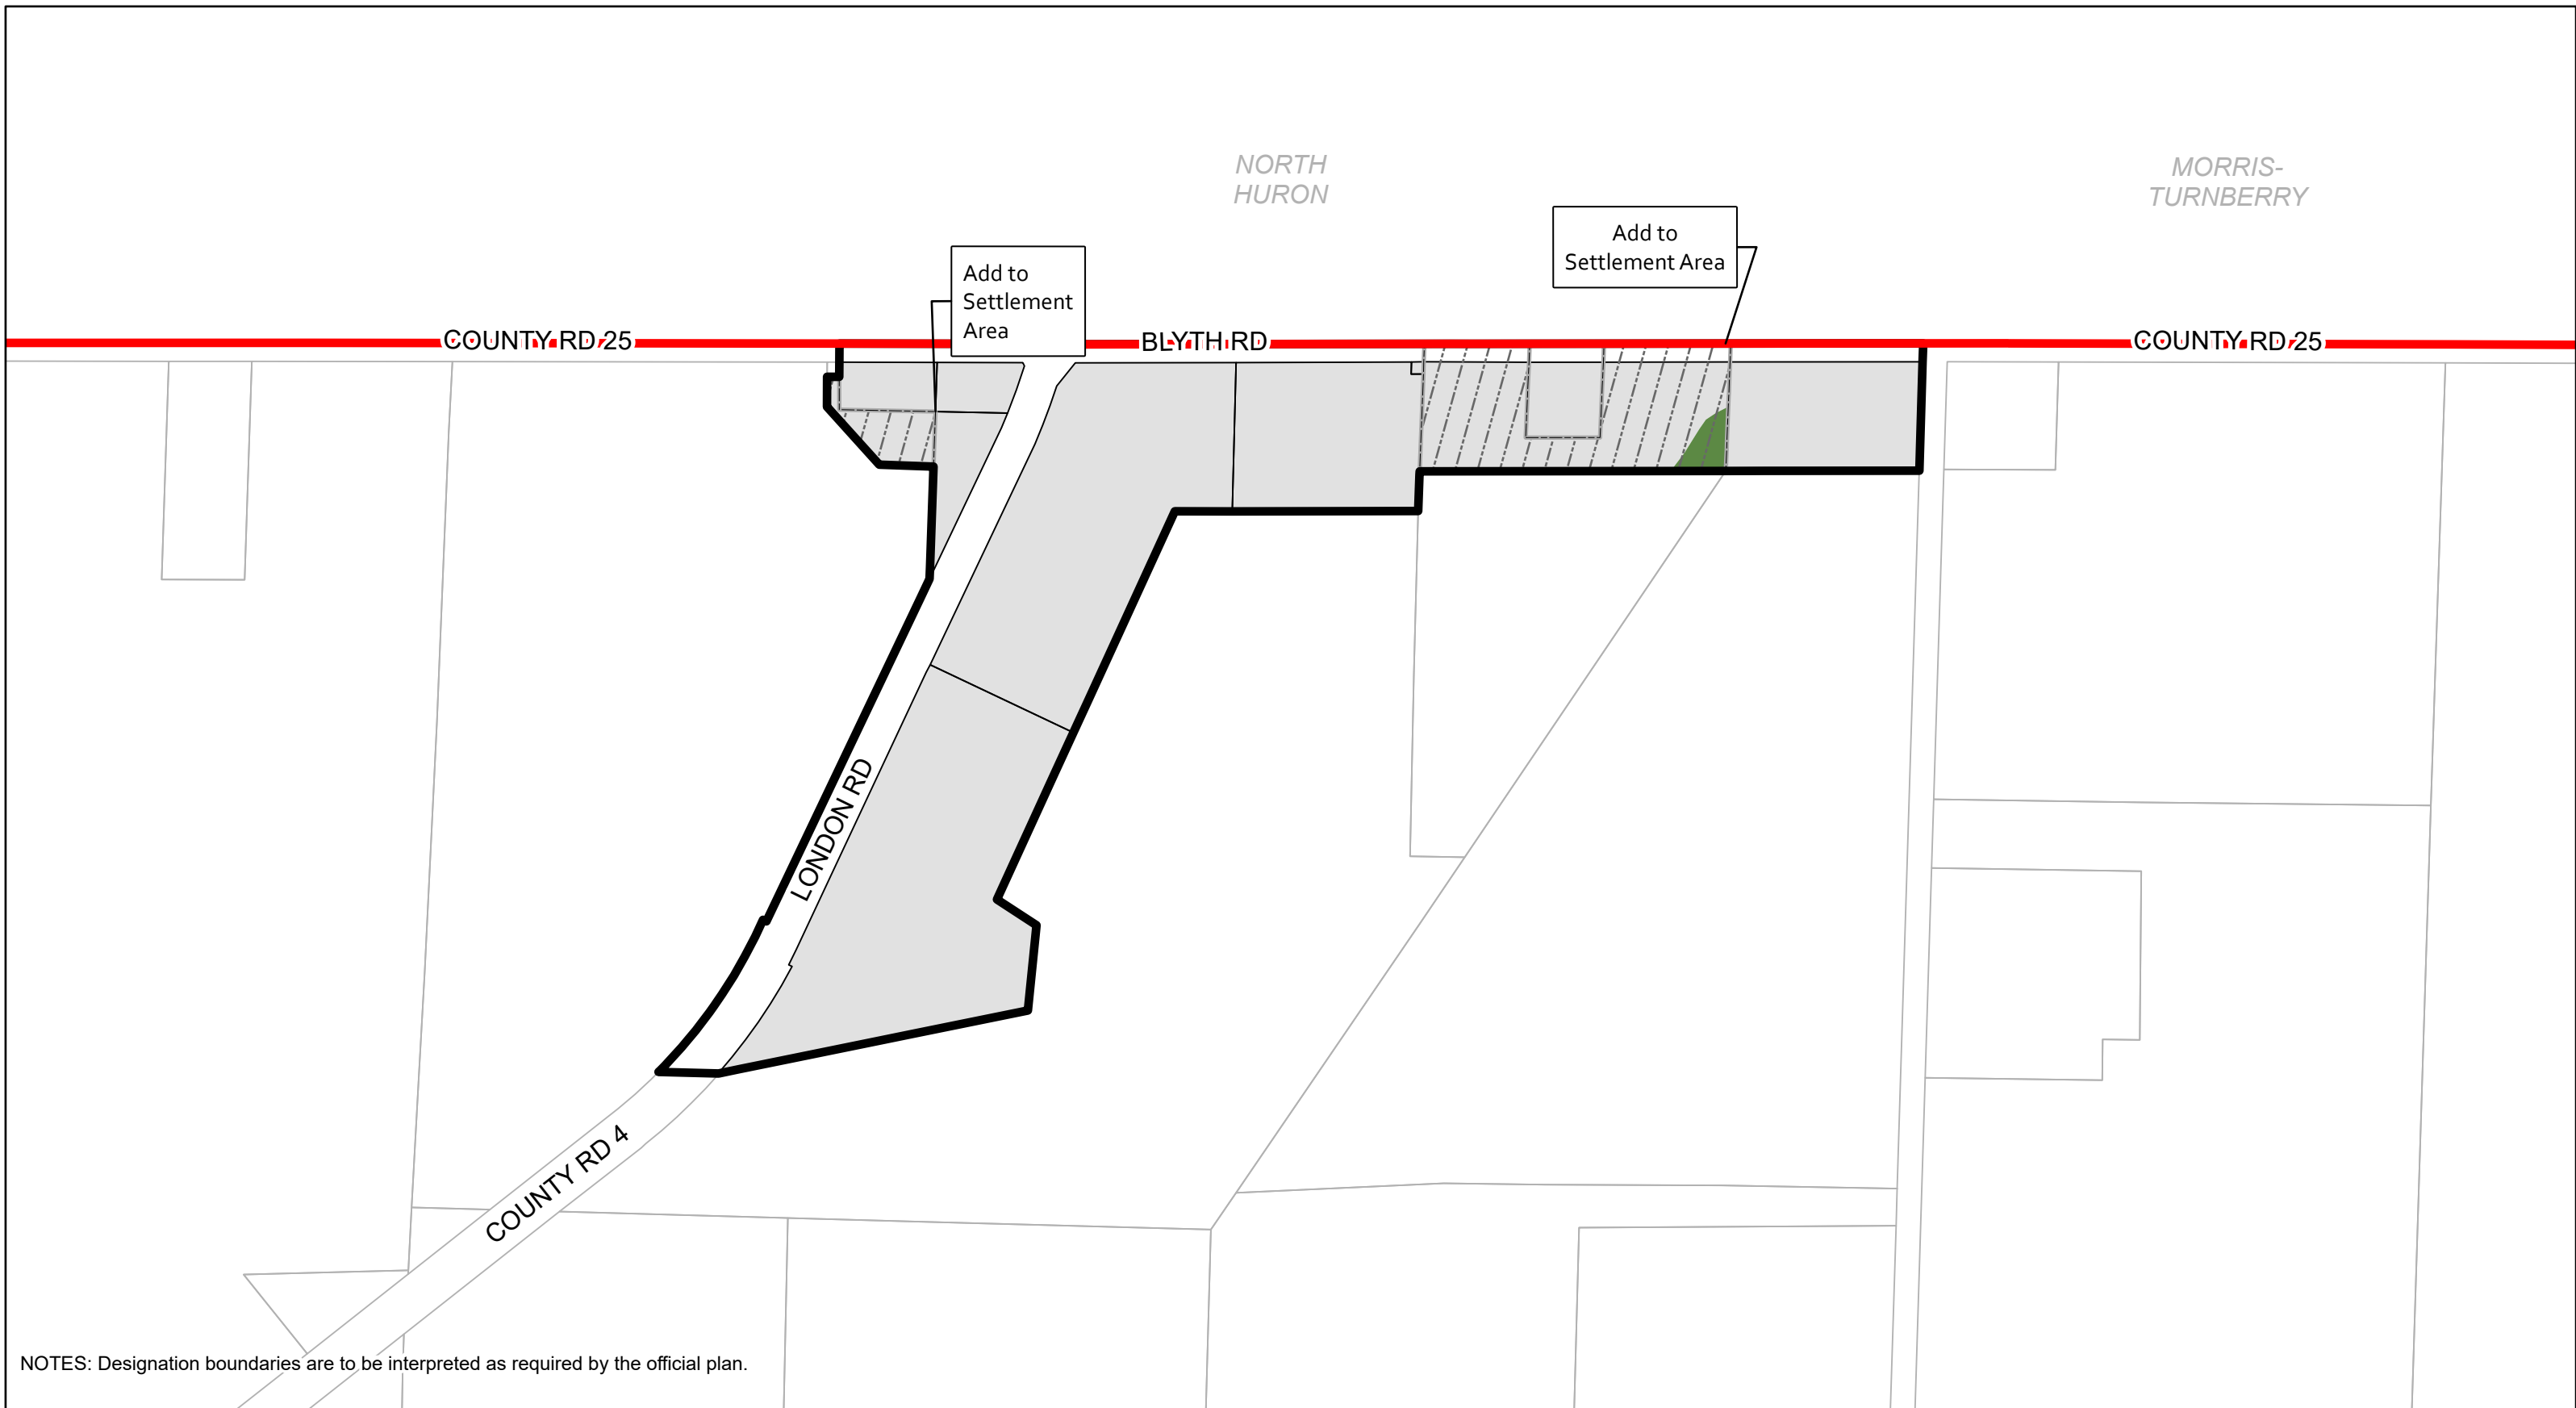 NORTH
HURON
MORRIS-
TURNBERRY
Add to
Settlement Area
Add to
Settlement
Area
COUNTY RD 25
BLYTH RD
COUNTY RD 25
LONDON RD
COUNTY RD 4
NOTES: Designation boundaries are to be interpreted as required by the official plan.